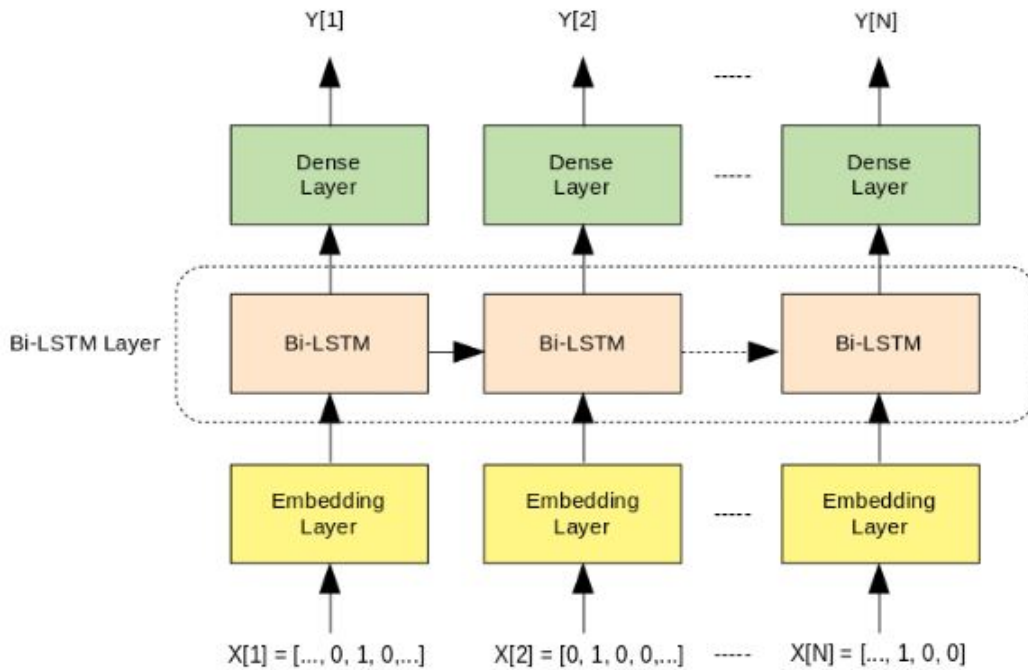 Y[1] Y[2] Y[N]
-----
Dense Dense Dense
Layer Layer ----- Layer
Bi-LSTM Layer Bi-LSTM Bi-LSTM Bi-LSTM
Embedding Embedding Embedding
Layer Layer ----- Layer
X[1] = [..., 0, 1, 0,...] X[2] = [0, 1, 0, 0,...] ----- X[N] = [..., 1, 0, 0]